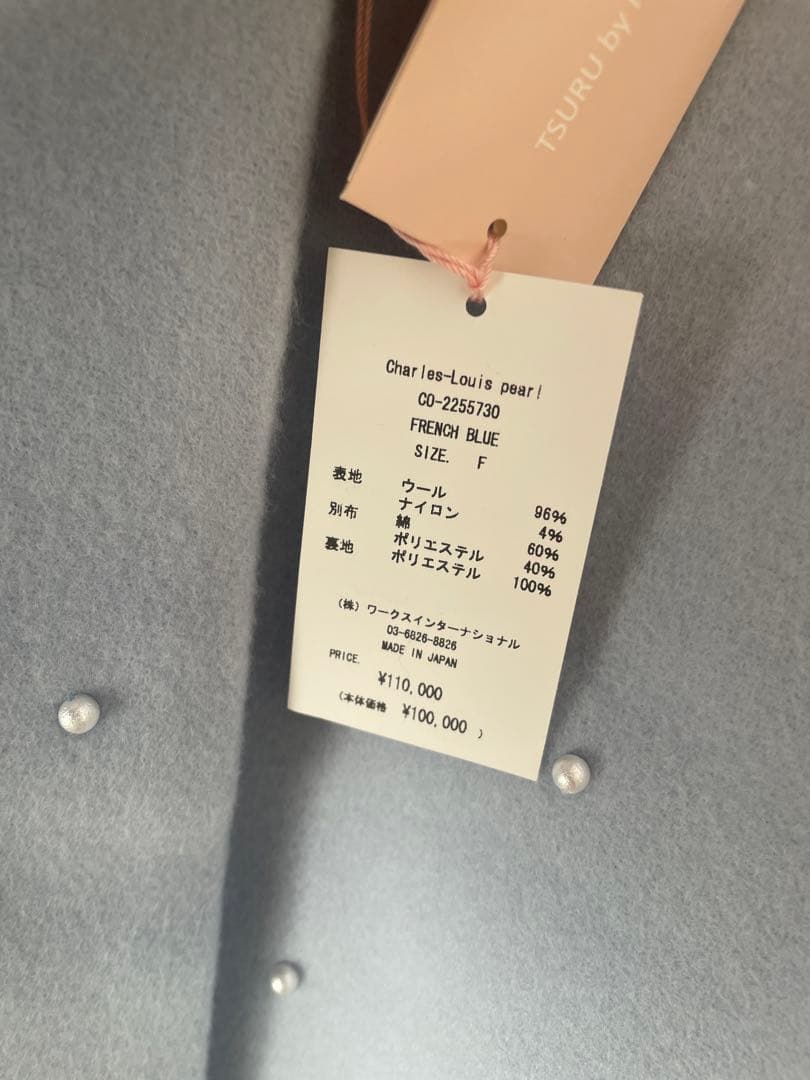 TSURU by
Charles-Louis pearl
CO-2255730
FRENCH BLUE
SIZE. F
表地 ウール 96%
ナイロン 4%
別布 綿 60%
ポリエステル 40%
裏地 ポリエステル 100%
(株)ワークスインターナショナル
03-6826-8826
MADE IN JAPAN
PRICE.
¥110,000
(本体価格 ¥100,000 )